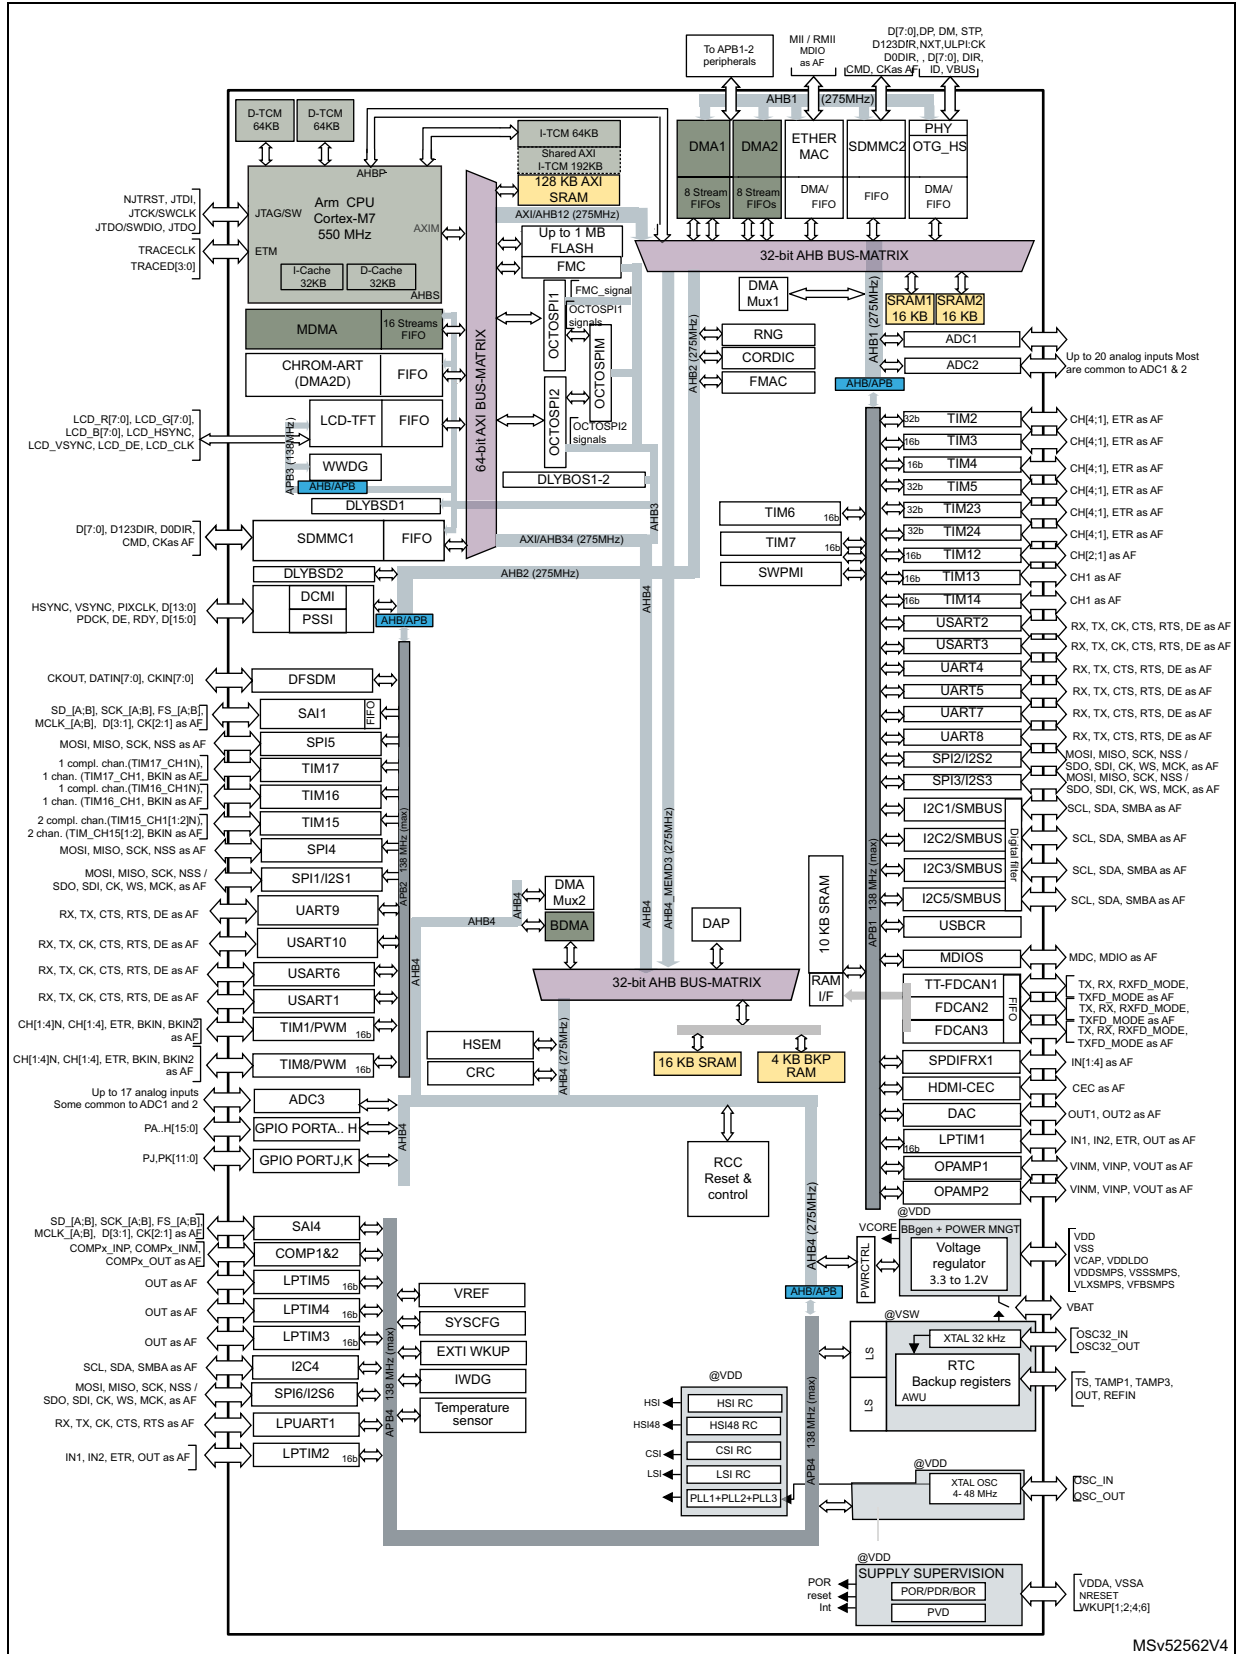 To APB1-2
peripherals
MII / RMII
MDIO
as AF
D[7:0],DP, DM, STP,
D123DIR,NXT,ULPI:CK
D0DIR, , D[7:0], DIR,
CMD, CKas AF
ID, VBUS
AHB1 (275MHz)
D-TCM
64KB
D-TCM
64KB
I-TCM 64KB
Shared AXI
I-TCM 192KB
128 KB AXI
SRAM
AHBP
Arm CPU
Cortex-M7
550 MHz
JTAG/SW
ETM
AXIM
AHBS
I-Cache
32KB
D-Cache
32KB
NJTRST, JTDI,
JTCK/SWCLK
JTDO/SWDIO, JTDO
TRACECLK
TRACED[3:0]
DMA1
8 Stream
FIFOs
DMA2
8 Stream
FIFOs
ETHER
MAC
DMA/
FIFO
SDMMC2
FIFO
PHY
OTG_HS
DMA/
FIFO
AXI/AHB12 (275MHz)
Up to 1 MB
FLASH
FMC
FMC_signal
OCTOSPI1
OCTOSPI1
signals
OCTOSPIM
OCTOSPI2
OCTOSPI2
signals
DLYBOS1-2
64-bit AXI BUS-MATRIX
32-bit AHB BUS-MATRIX
DMA
Mux1
SRAM1
16 KB
SRAM2
16 KB
AHB1 (275MHz)
AHB2 (275MHz)
RNG
CORDIC
FMAC
ADC1
ADC2
Up to 20 analog inputs Most
are common to ADC1 & 2
AHB/APB
MDMA
16 Streams
FIFO
CHROM-ART
(DMA2D)
FIFO
LCD-TFT
FIFO
LCD_R[7:0], LCD_G[7:0],
LCD_B[7:0], LCD_HSYNC,
LCD_VSYNC, LCD_DE, LCD_CLK
APB3 (138MHz)
WWDG
AHB/APB
DLYBSD1
SDMMC1
FIFO
D[7:0], D123DIR, D0DIR,
CMD, CKas AF
AHB3
AXI/AHB34 (275MHz)
AHB2 (275MHz)
AHB4
DLYBSD2
DCMI
PSSI
HSYNC, VSYNC, PIXCLK, D[13:0]
PDCK, DE, RDY, D[15:0]
AHB/APB
TIM6
16b
TIM7
16b
SWPMI
32b
TIM2
CH[4;1], ETR as AF
16b
TIM3
CH[4;1], ETR as AF
16b
TIM4
CH[4;1], ETR as AF
32b
TIM5
CH[4;1], ETR as AF
32b
TIM23
CH[4;1], ETR as AF
32b
TIM24
CH[4;1], ETR as AF
16b
TIM12
CH[2;1] as AF
16b
TIM13
CH1 as AF
16b
TIM14
CH1 as AF
USART2
RX, TX, CK, CTS, RTS, DE as AF
USART3
RX, TX, CK, CTS, RTS, DE as AF
UART4
RX, TX, CTS, RTS, DE as AF
UART5
RX, TX, CTS, RTS, DE as AF
UART7
RX, TX, CTS, RTS, DE as AF
UART8
RX, TX, CTS, RTS, DE as AF
SPI2/I2S2
MOSI, MISO, SCK, NSS /
SDO, SDI, CK, WS, MCK, as AF
SPI3/I2S3
MOSI, MISO, SCK, NSS /
SDO, SDI, CK, WS, MCK, as AF
I2C1/SMBUS
SCL, SDA, SMBA as AF
I2C2/SMBUS
SCL, SDA, SMBA as AF
I2C3/SMBUS
SCL, SDA, SMBA as AF
I2C5/SMBUS
SCL, SDA, SMBA as AF
Digital filter
USBCR
MDIOS
MDC, MDIO as AF
TT-FDCAN1
TX, RX, RXFD_MODE,
TXFD_MODE as AF
FDCAN2
TX, RX, RXFD_MODE,
TXFD_MODE as AF
FDCAN3
TX, RX, RXFD_MODE,
TXFD_MODE as AF
FIFO
SPDIFRX1
IN[1:4] as AF
HDMI-CEC
CEC as AF
DAC
OUT1, OUT2 as AF
LPTIM1
16b
IN1, IN2, ETR, OUT as AF
OPAMP1
VINM, VINP, VOUT as AF
OPAMP2
VINM, VINP, VOUT as AF
APB1 138 MHz (max)
10 KB SRAM
RAM
I/F
DFSDM
CKOUT, DATIN[7:0], CKIN[7:0]
SAI1
FIFO
SD_[A;B], SCK_[A;B], FS_[A;B],
MCLK_[A;B], D[3:1], CK[2:1] as AF
SPI5
MOSI, MISO, SCK, NSS as AF
TIM17
1 compl. chan.(TIM17_CH1N),
1 chan. (TIM17_CH1, BKIN as AF
TIM16
1 compl. chan.(TIM16_CH1N),
1 chan. (TIM16_CH1, BKIN as AF
TIM15
2 compl. chan.(TIM15_CH1[1:2]N),
2 chan. (TIM_CH15[1:2], BKIN as AF
SPI4
MOSI, MISO, SCK, NSS as AF
SPI1/I2S1
MOSI, MISO, SCK, NSS /
SDO, SDI, CK, WS, MCK, as AF
UART9
RX, TX, CTS, RTS, DE as AF
USART10
RX, TX, CK, CTS, RTS, DE as AF
USART6
RX, TX, CK, CTS, RTS, DE as AF
USART1
RX, TX, CK, CTS, RTS, DE as AF
TIM1/PWM
16b
CH[1:4]N, CH[1:4], ETR, BKIN, BKIN2
as AF
TIM8/PWM
16b
CH[1:4]N, CH[1:4], ETR, BKIN, BKIN2
as AF
APB2 138 MHz (max)
AHB4
AHB4
AHB4
DMA
Mux2
BDMA
AHB4
AHB4_MEMD3 (275MHz)
DAP
32-bit AHB BUS-MATRIX
HSEM
CRC
AHB4 (275MHz)
16 KB SRAM
4 KB BKP
RAM
ADC3
Up to 17 analog inputs
Some common to ADC1 and 2
GPIO PORTA.. H
PA..H[15:0]
GPIO PORTJ,K
PJ,PK[11:0]
AHB4
RCC
Reset &
control
AHB4 (275MHz)
AHB/APB
SAI4
SD_[A;B], SCK_[A;B], FS_[A;B],
MCLK_[A;B], D[3:1], CK[2:1] as AF
COMP1&2
COMPx_INP, COMPx_INM,
COMPx_OUT as AF
LPTIM5
16b
OUT as AF
LPTIM4
16b
OUT as AF
LPTIM3
16b
OUT as AF
I2C4
SCL, SDA, SMBA as AF
SPI6/I2S6
MOSI, MISO, SCK, NSS /
SDO, SDI, CK, WS, MCK, as AF
LPUART1
RX, TX, CK, CTS, RTS as AF
LPTIM2
16b
IN1, IN2, ETR, OUT as AF
APB4 138 MHz (max)
VREF
SYSCFG
EXTI WKUP
IWDG
Temperature
sensor
@VDD
HSI
HSI RC
HSI48
HSI48 RC
CSI
CSI RC
LSI
LSI RC
PLL1+PLL2+PLL3
APB4 138 MHz (max)
@VDD
VCORE
BBgen + POWER MNGT
PWRCTRL
Voltage
regulator
3.3 to 1.2V
VDD
VSS
VCAP, VDDLDO
VDDSMPS, VSSSMPS,
VLXSMPS, VFBSMPS
VBAT
@VSW
LS
LS
XTAL 32 kHz
RTC
Backup registers
AWU
OSC32_IN
OSC32_OUT
TS, TAMP1, TAMP3,
OUT, REFIN
@VDD
XTAL OSC
4- 48 MHz
OSC_IN
OSC_OUT
@VDD
SUPPLY SUPERVISION
POR
reset
Int
POR/PDR/BOR
PVD
VDDA, VSSA
NRESET
WKUP[1;2;4;6]
MSv52562V4